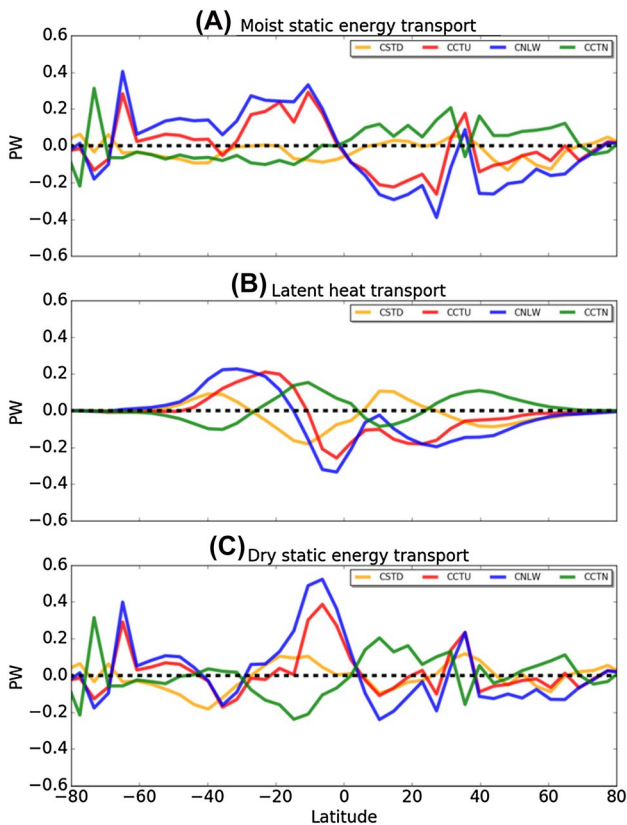 (A) Moist static energy transport
0.6
CSTD CCTU CNLW CCTN
0.4
0.2
PW
0.0
−0.2
−0.4
−0.6
(B) Latent heat transport
0.6
CSTD CCTU CNLW CCTN
0.4
0.2
PW
0.0
−0.2
−0.4
−0.6
(C) Dry static energy transport
0.6
CSTD CCTU CNLW CCTN
0.4
0.2
PW
0.0
−0.2
−0.4
−0.6
−80 −60 −40 −20 0 20 40 60 80
Latitude